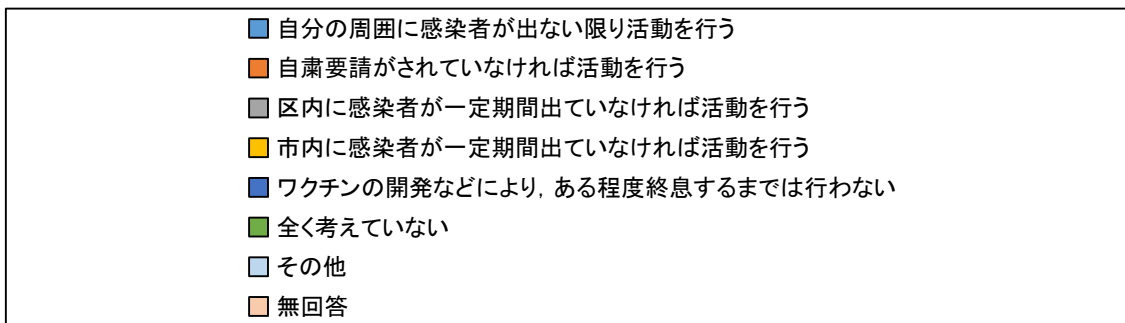 自分の周囲に感染者が出ない限り活動を行う
自粛要請がされていなければ活動を行う
区内に感染者が一定期間出ていなければ活動を行う
市内に感染者が一定期間出ていなければ活動を行う
ワクチンの開発などにより,ある程度終息するまでは行わない
全く考えていない
その他
無回答